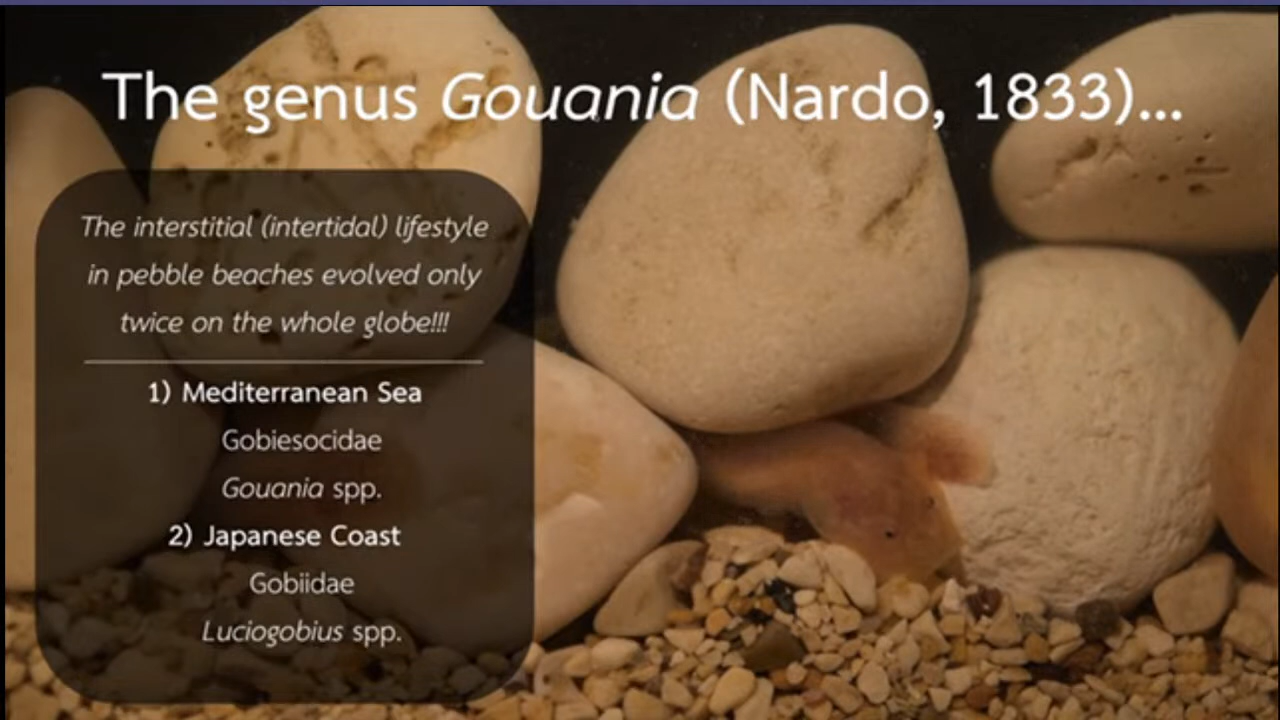 The genus Gouania (Nardo, 1833)...
The interstitial (intertidal) lifestyle
in pebble beaches evolved only
twice on the whole globe!!!
1) Mediterranean Sea
Gobiesocidae
Gouania spp.
2) Japanese Coast
Gobiidae
Luciogobius spp.